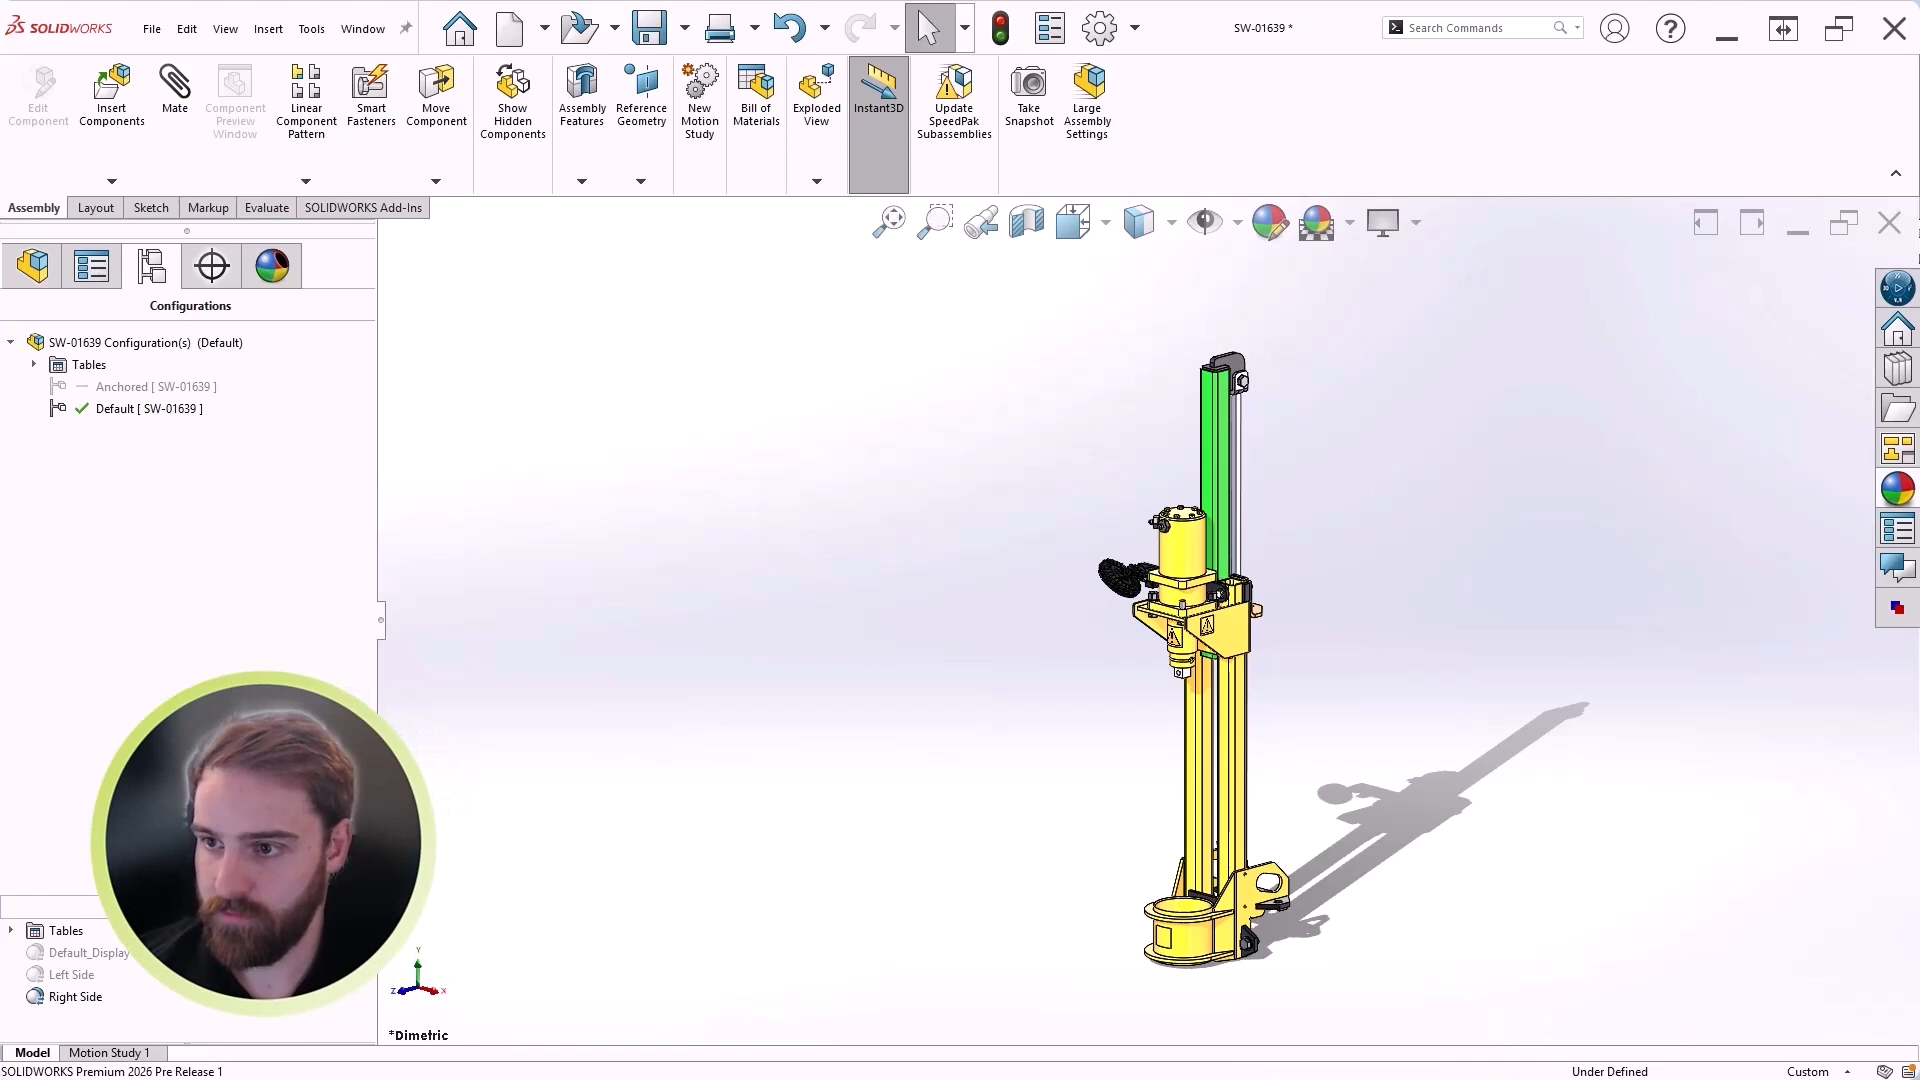 SOLIDWORKS
File
Edit
View
Insert
Tools
Window
SW-01639 *
Search Commands
Edit
Component
Insert
Components
Mate
Component
Preview
Window
Linear
Component
Pattern
Smart
Fasteners
Move
Component
Show
Hidden
Components
Assembly
Features
Reference
Geometry
New
Motion
Study
Bill of
Materials
Exploded
View
Instant3D
Update
SpeedPak
Subassemblies
Take
Snapshot
Large
Assembly
Settings
Assembly
Layout
Sketch
Markup
Evaluate
SOLIDWORKS Add-Ins
Configurations
SW-01639 Configuration(s) (Default)
Tables
Anchored [ SW-01639 ]
Default [ SW-01639 ]
Tables
Default_Display
Left Side
Right Side
Y
Z
X
*Dimetric
Model
Motion Study 1
SOLIDWORKS Premium 2026 Pre Release 1
Under Defined
Custom